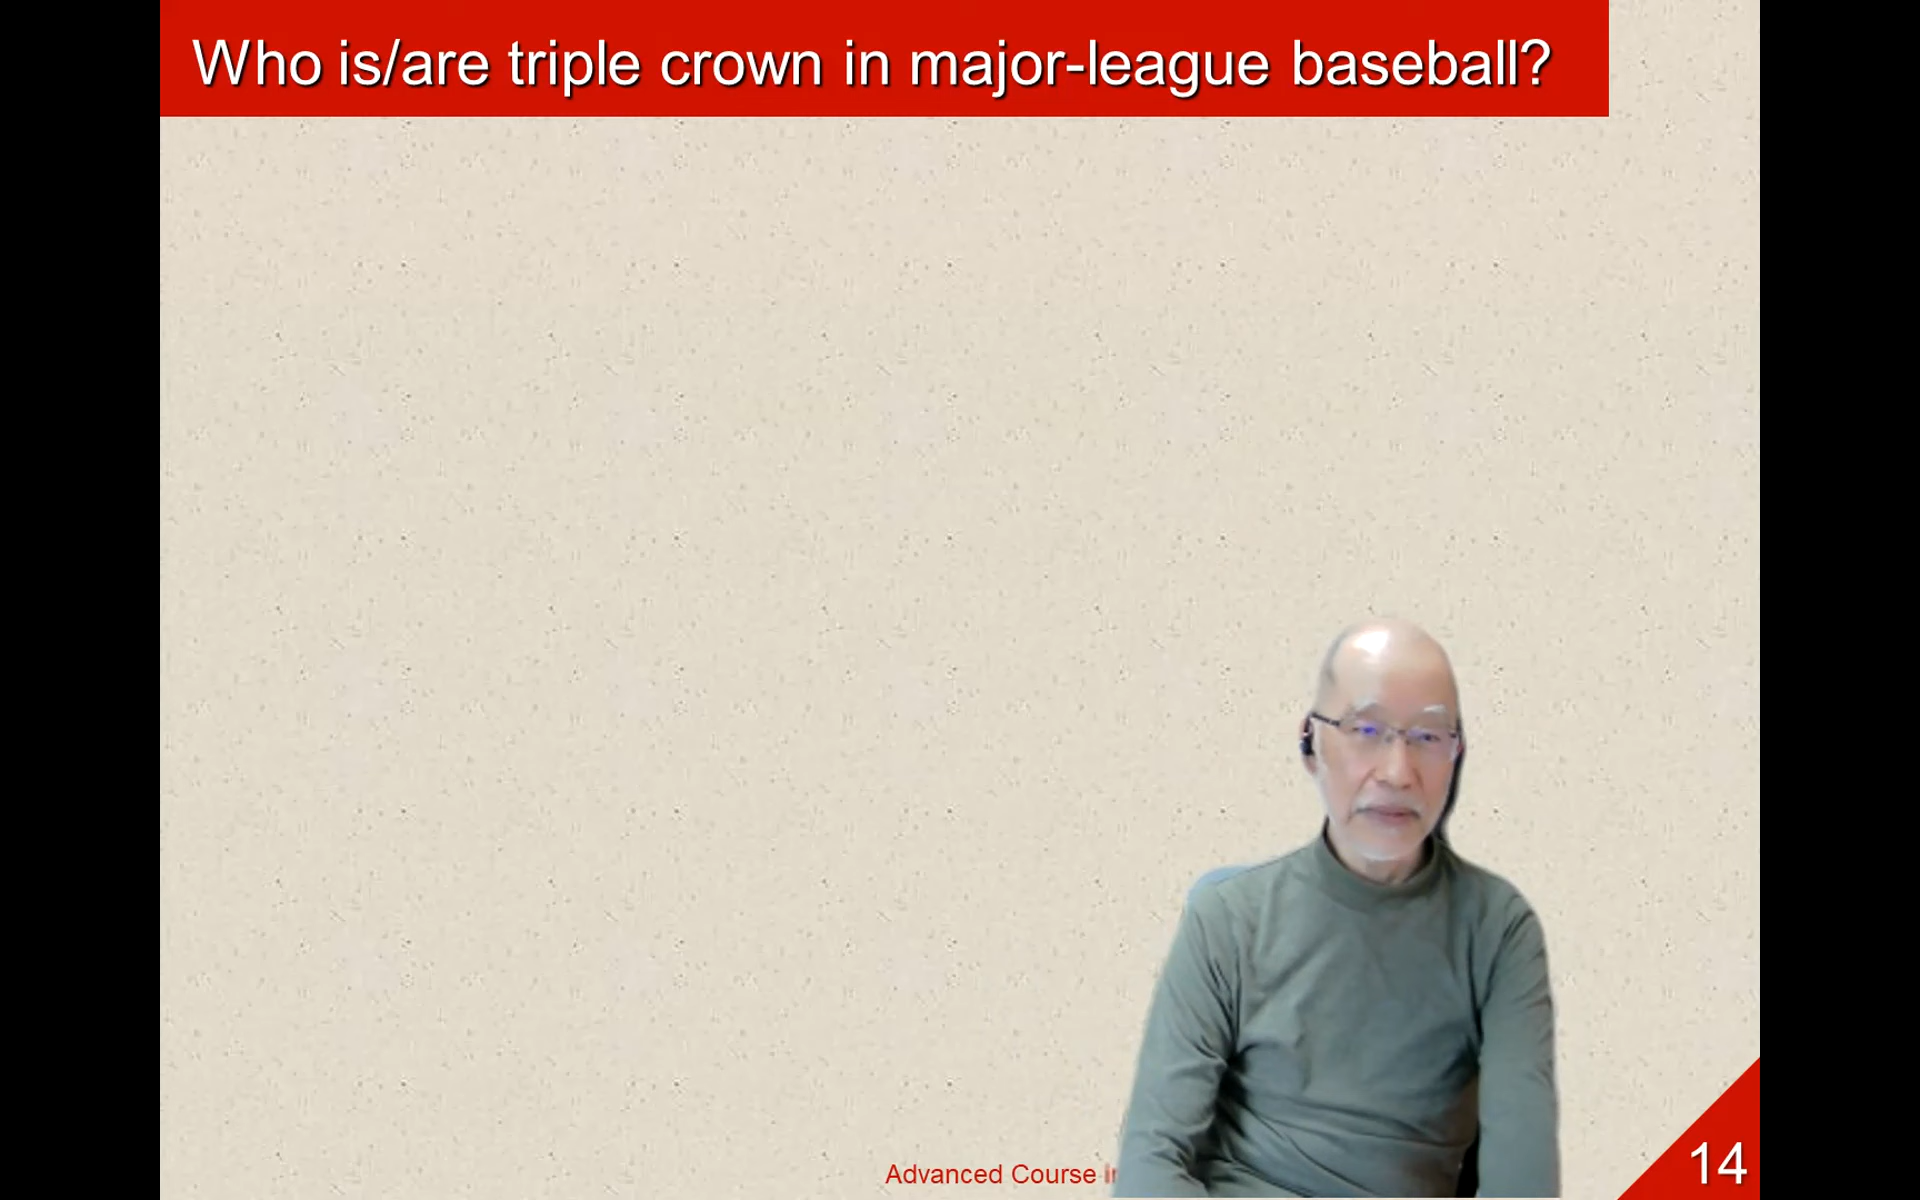 Who is/are triple crown in major-league baseball?
Advanced Course
14